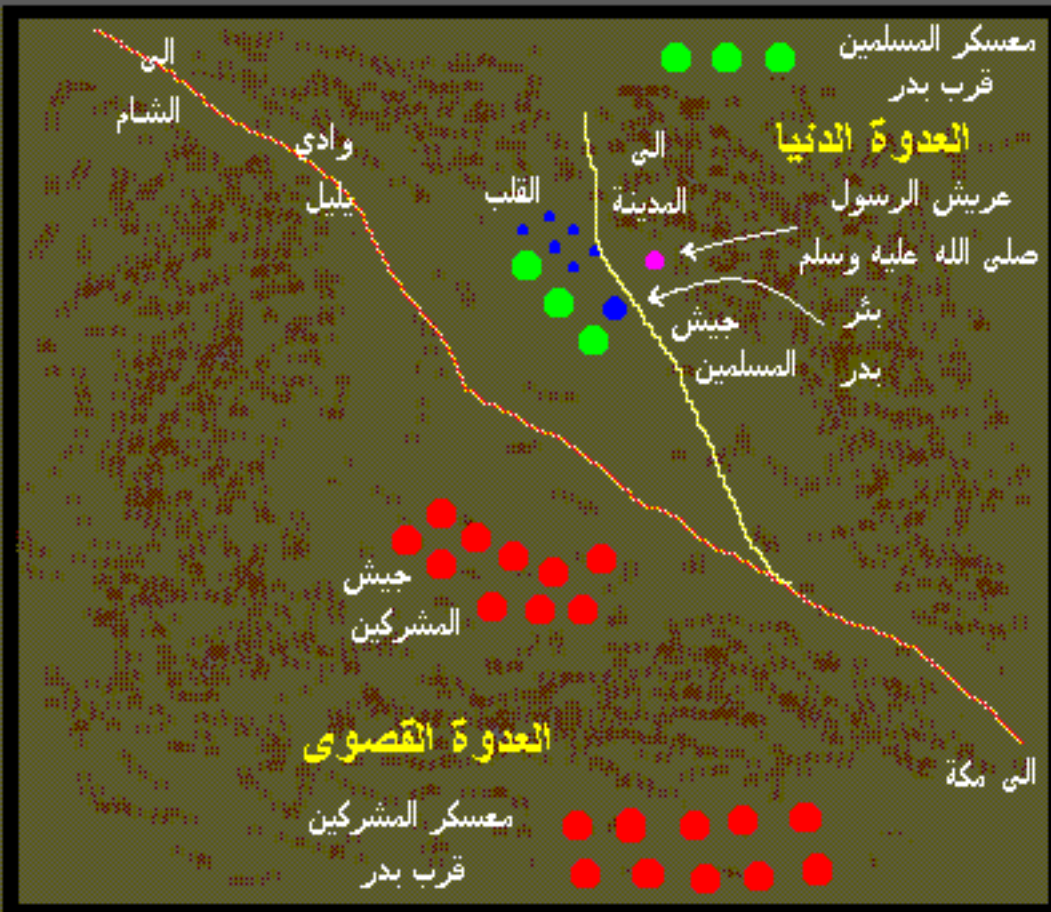 معسكر المسلمين
قرب بدر
العدوة الدنيا
الى
الشام
وادي
يليل
القلب
الى
المدينة
عريش الرسول
صلى الله عليه وسلم
بئر
بدر
جيش
المسلمين
جيش
المشركين
العدوة القصوى
الى مكة
معسكر المشركين
قرب بدر